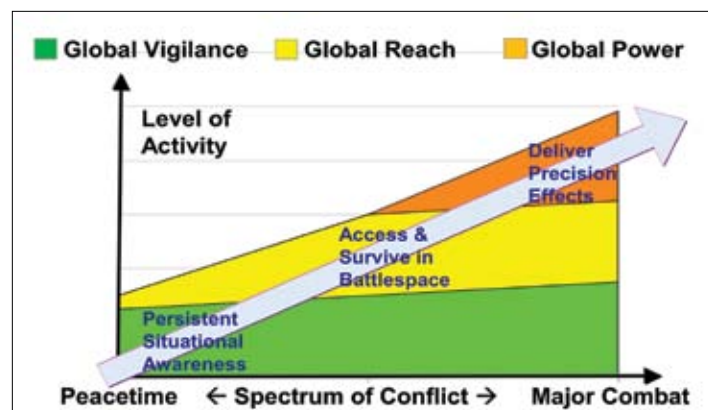 Global Vigilance Global Reach Global Power
Level of
Activity
Deliver
Precision
Effects
Access &
Survive in
Battlespace
Persistent
Situational
Awareness
Peacetime ← Spectrum of Conflict → Major Combat